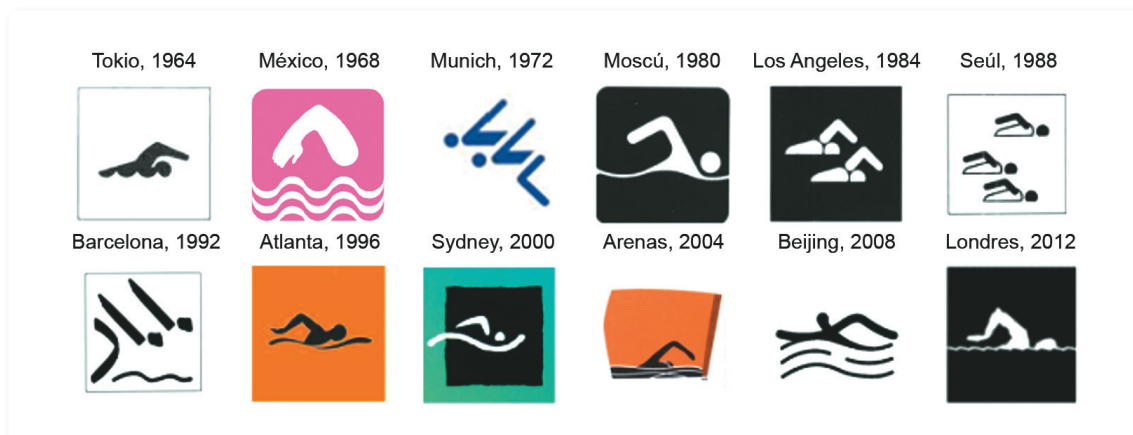 Tokio, 1964
México, 1968
Munich, 1972
Moscú, 1980
Los Angeles, 1984
Seúl, 1988
Barcelona, 1992
Atlanta, 1996
Sydney, 2000
Arenas, 2004
Beijing, 2008
Londres, 2012